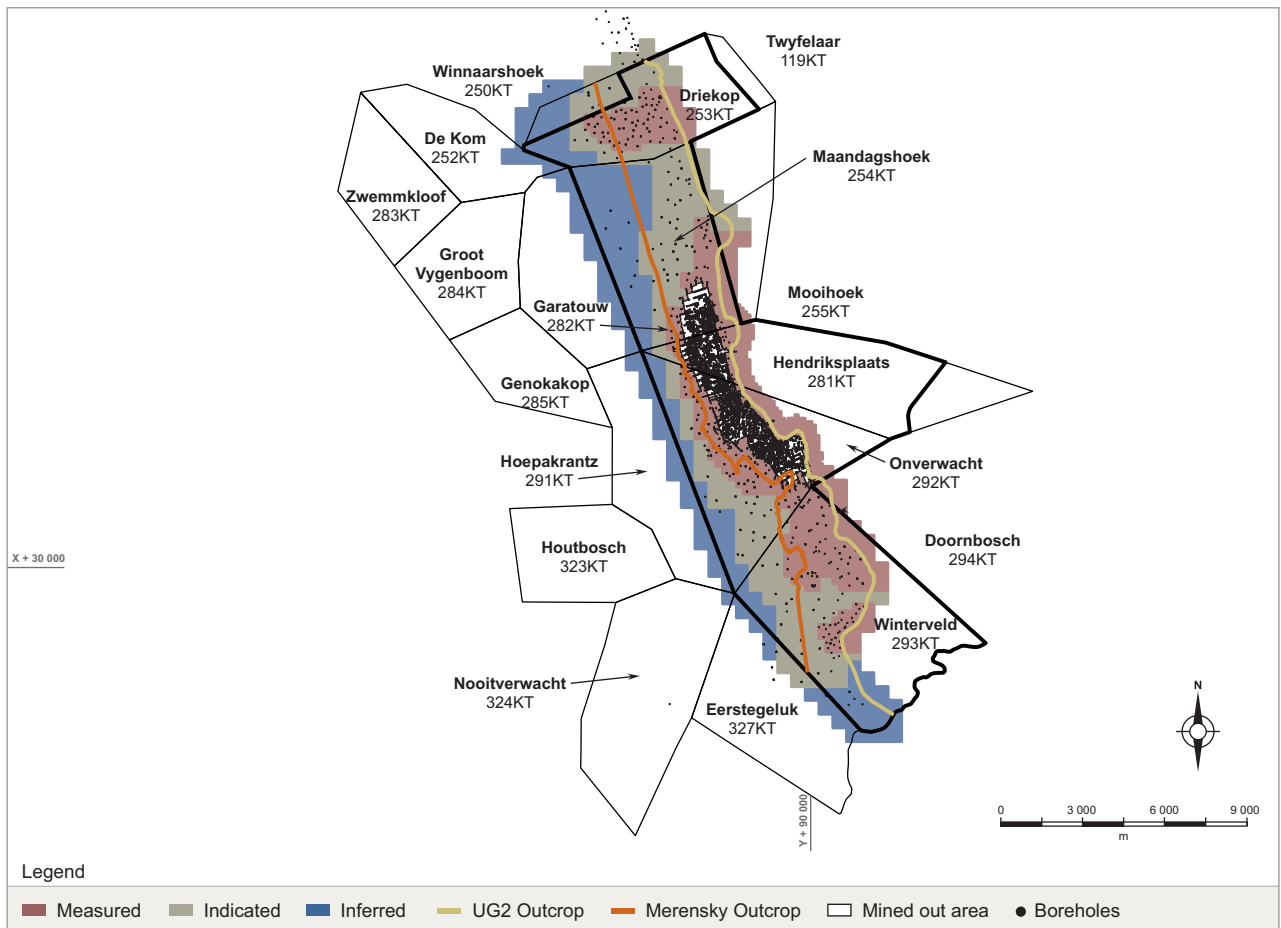 Twyfelaar
119KT
Winnaarshoek
250KT
Driekop
253KT
De Kom
252KT
Maandagshoek
254KT
Zwemmkloof
283KT
Groot
Vygenboom
284KT
Mooihoek
255KT
Garatouw
282KT
Hendriksplaats
281KT
Genokakop
285KT
Hoepakrantz
291KT
Onverwacht
292KT
Doornbosch
294KT
Houtbosch
323KT
X + 30 000
Winterveld
293KT
Nooitverwacht
324KT
Eerstegeluk
327KT
N
Y + 90 000
0 3 000 6 000 9 000
m
Legend
Measured Indicated Inferred UG2 Outcrop Merensky Outcrop Mined out area Boreholes